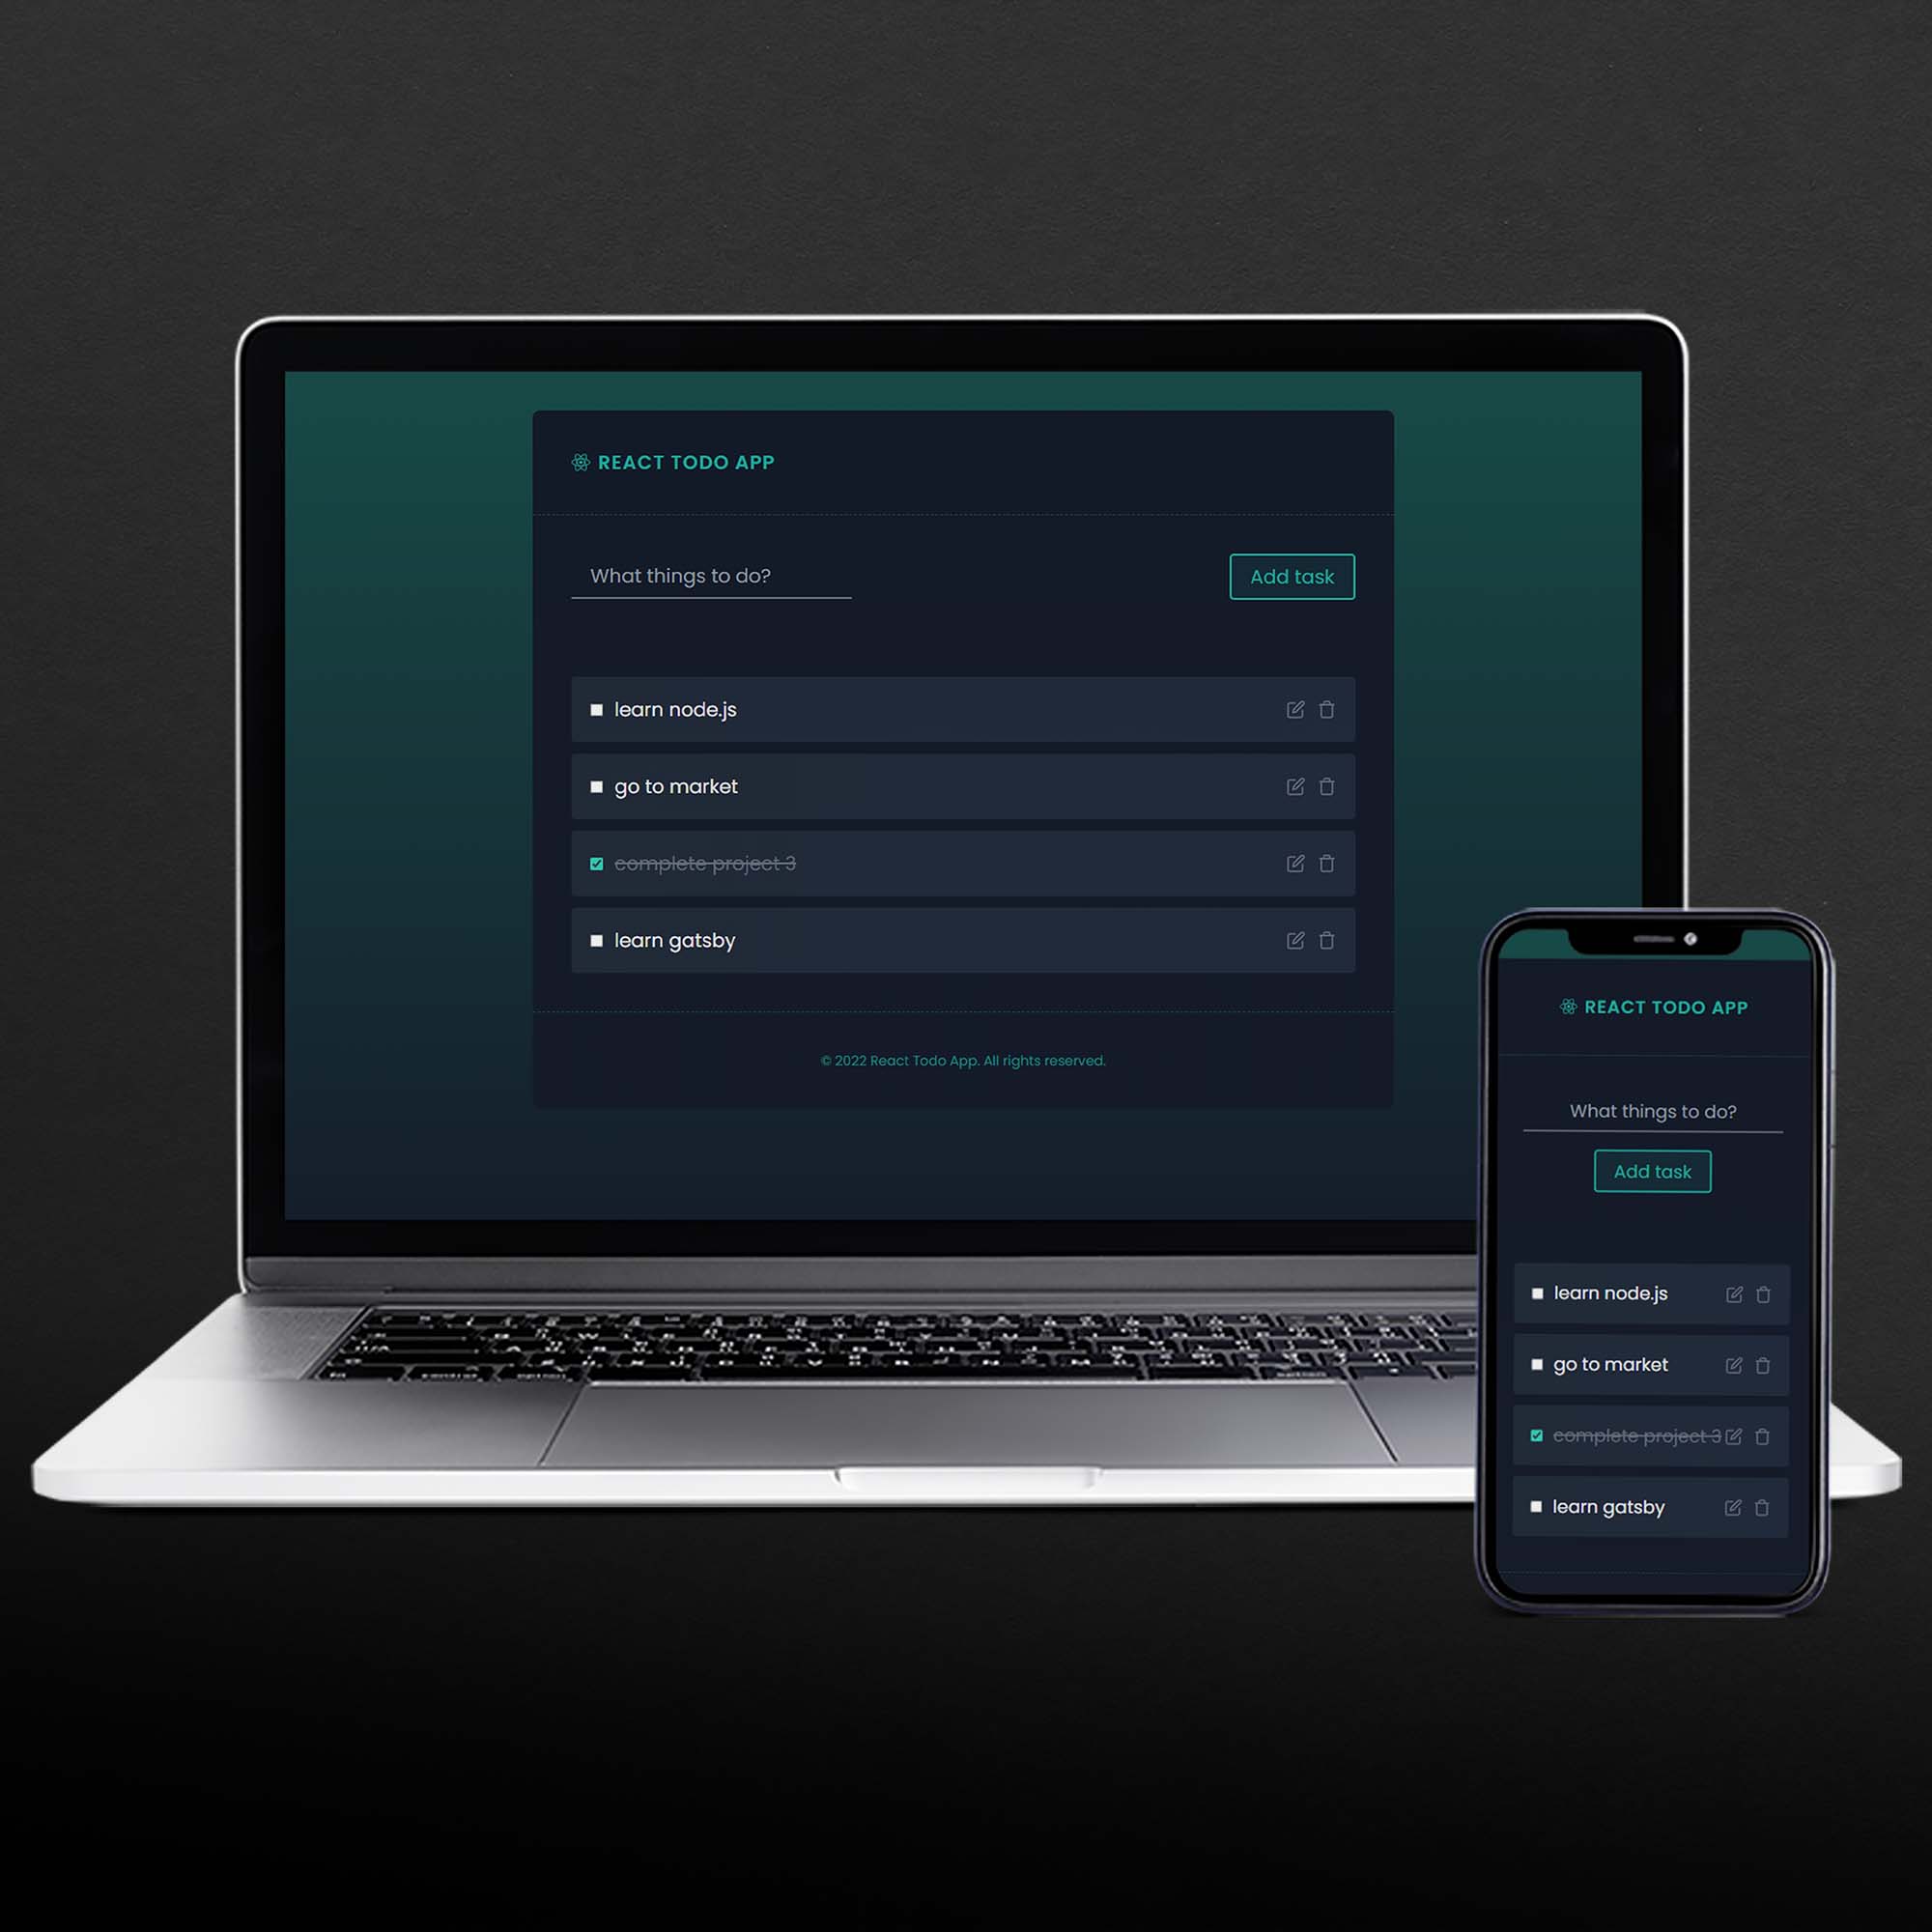 REACT TODO APP
What things to do?
Add task
learn node.js
go to market
complete project 3
learn gatsby
© 2022 React Todo App. All rights reserved.
REACT TODO APP
What things to do?
Add task
learn node.js
go to market
complete project 3
learn gatsby